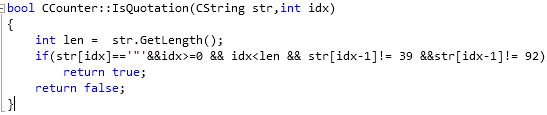 bool CCounter::IsQuotation(CString str,int idx)
{
    int len =  str.GetLength();
    if(str[idx]=='"'&&idx>=0 && idx<len && str[idx-1]!= 39 &&str[idx-1]!= 92)
        return true;
    return false;
}